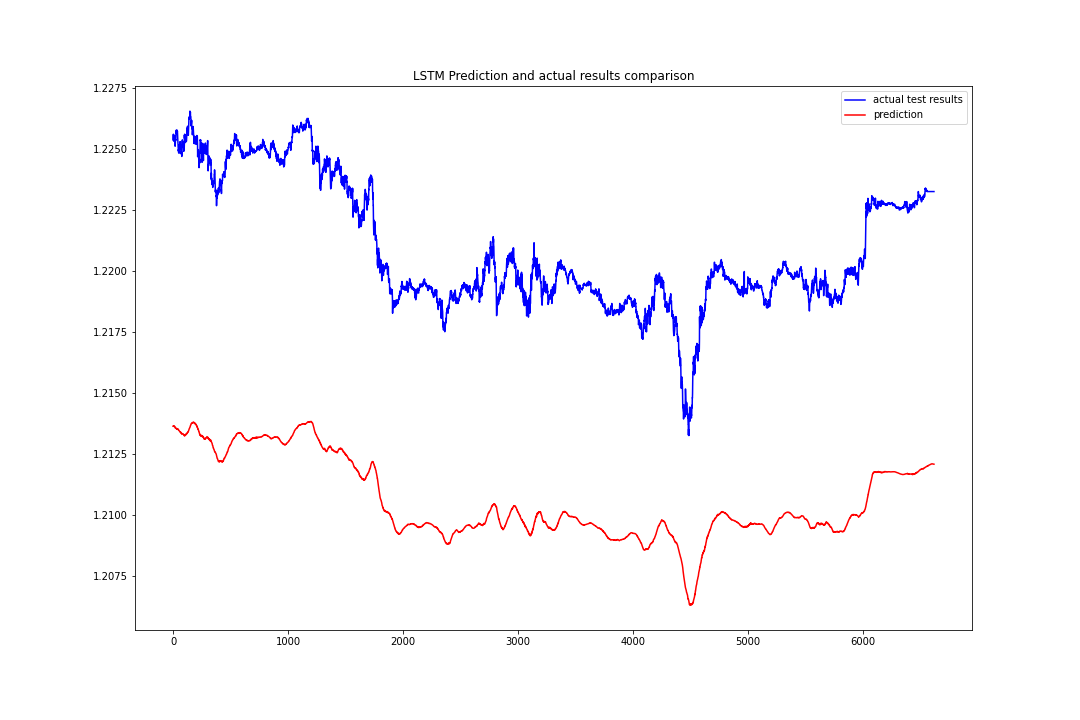 LSTM Prediction and actual results comparison
actual test results
prediction
1.2275
1.2250
1.2225
1.2200
1.2175
1.2150
1.2125
1.2100
1.2075
0 1000 2000 3000 4000 5000 6000